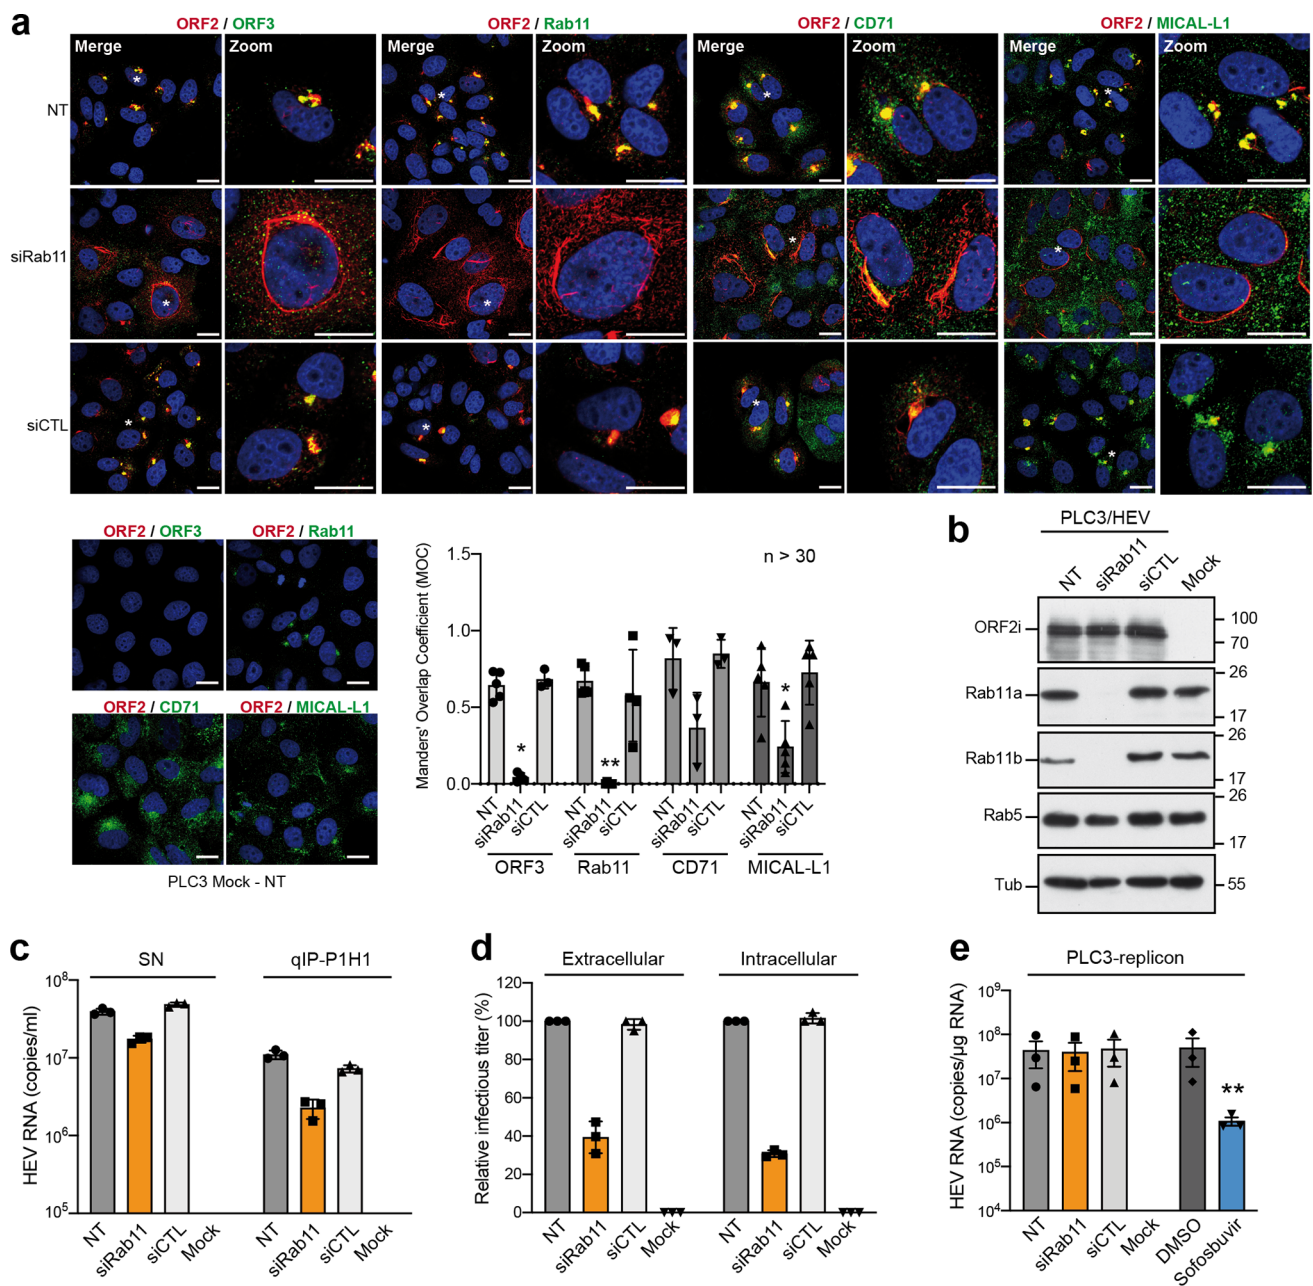 a
ORF2 / ORF3
ORF2 / Rab11
ORF2 / CD71
ORF2 / MICAL-L1
Merge Zoom Merge Zoom Merge Zoom Merge Zoom
NT
*
*
*
*
siRab11
*
*
*
*
siCTL
*
*
*
*
ORF2 / ORF3
ORF2 / Rab11
ORF2 / CD71
ORF2 / MICAL-L1
PLC3 Mock - NT
Manders' Overlap Coefficient (MOC)
n > 30
1.5
1.0
0.5
0.0
*
**
*
NT siRab11 siCTL NT siRab11 siCTL NT siRab11 siCTL NT siRab11 siCTL
ORF3 Rab11 CD71 MICAL-L1
b
PLC3/HEV
NT siRab11 siCTL Mock
ORF2i 100
70
Rab11a 26
17
Rab11b 26
17
Rab5 26
17
Tub 55
c
SN qIP-P1H1
HEV RNA (copies/ml)
10⁸
10⁷
10⁶
10⁵
NT siRab11 siCTL Mock NT siRab11 siCTL Mock
d
Extracellular Intracellular
Relative infectious titer (%)
120
100
80
60
40
20
0
NT siRab11 siCTL Mock NT siRab11 siCTL Mock
e
PLC3-replicon
HEV RNA (copies/µg RNA)
10⁹
10⁸
10⁷
10⁶
10⁵
10⁴
**
NT siRab11 siCTL Mock DMSO Sofosbuvir